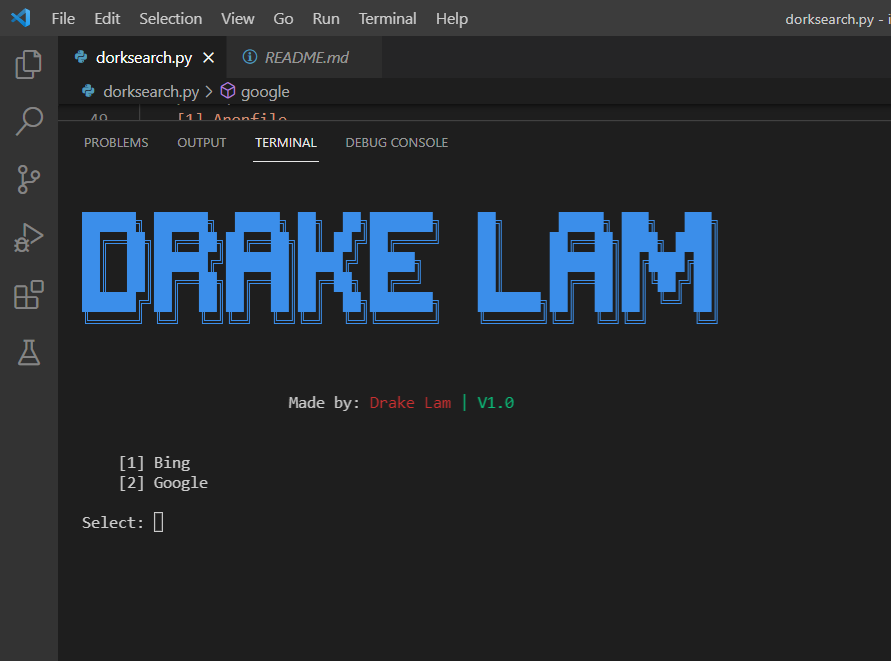 File Edit Selection View Go Run Terminal Help dorksearch.py - i
dorksearch.py README.md
dorksearch.py > google
49 [1] Anonfile
PROBLEMS OUTPUT TERMINAL DEBUG CONSOLE
DRAKE LAM
Made by: Drake Lam | V1.0
[1] Bing
[2] Google
Select: